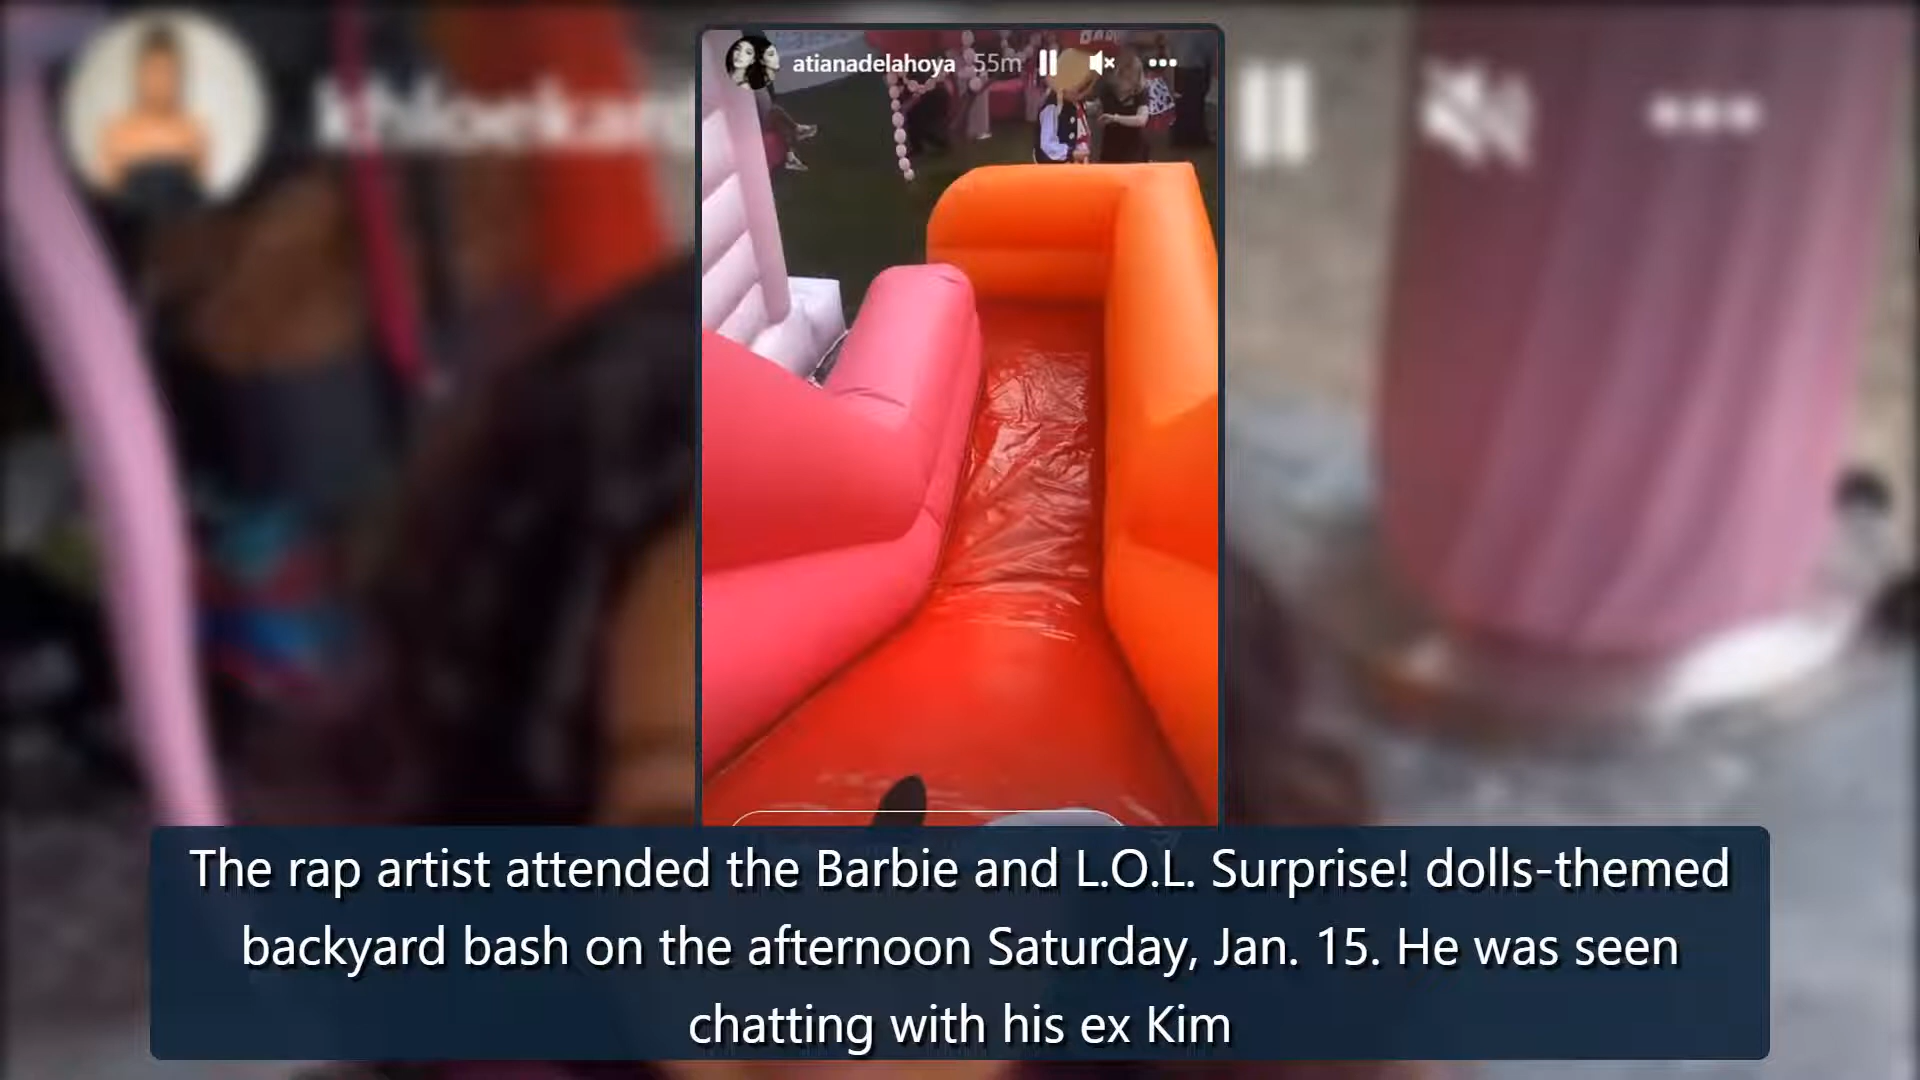 atianadelahoya 55m
The rap artist attended the Barbie and L.O.L. Surprise! dolls-themed
backyard bash on the afternoon Saturday, Jan. 15. He was seen
chatting with his ex Kim